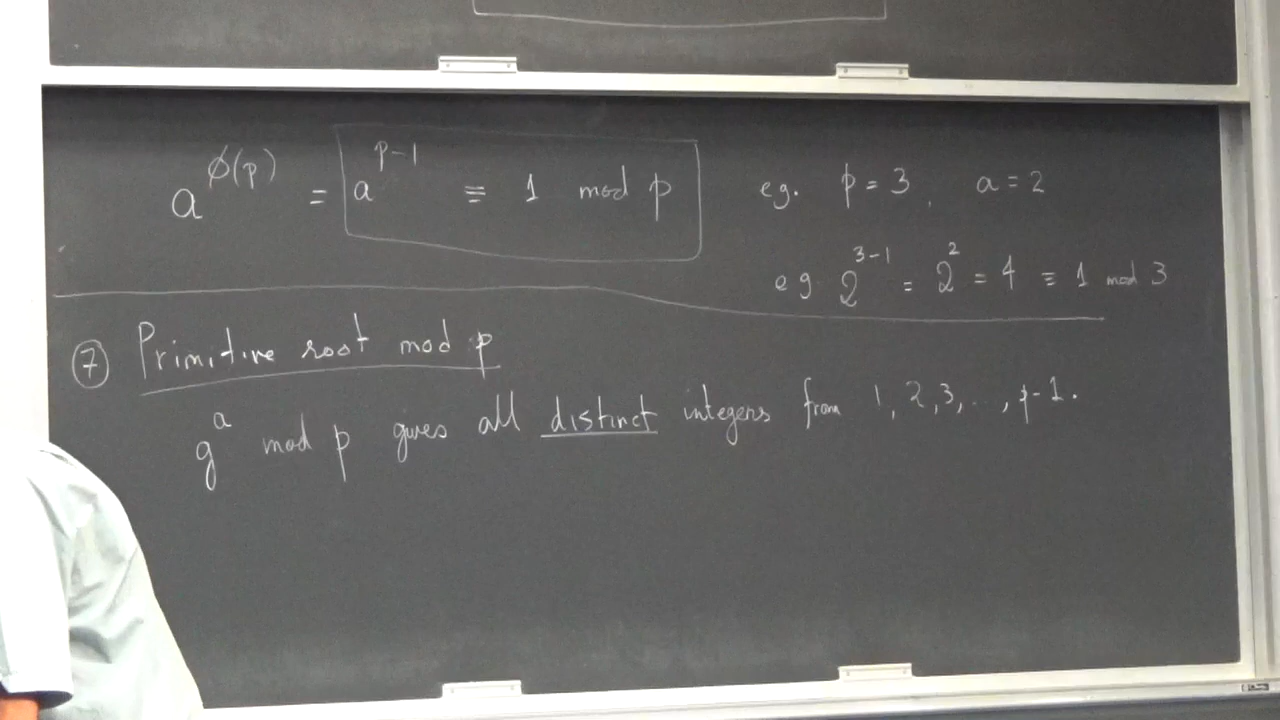 a^ϕ(p) = a^p-1 ≡ 1 mod p
eg. p = 3, a = 2
eg 2^3-1 = 2^2 = 4 ≡ 1 mod 3
⑦ Primitive root mod p
g^a mod p gives all distinct integers from 1, 2, 3, ..., p-1.